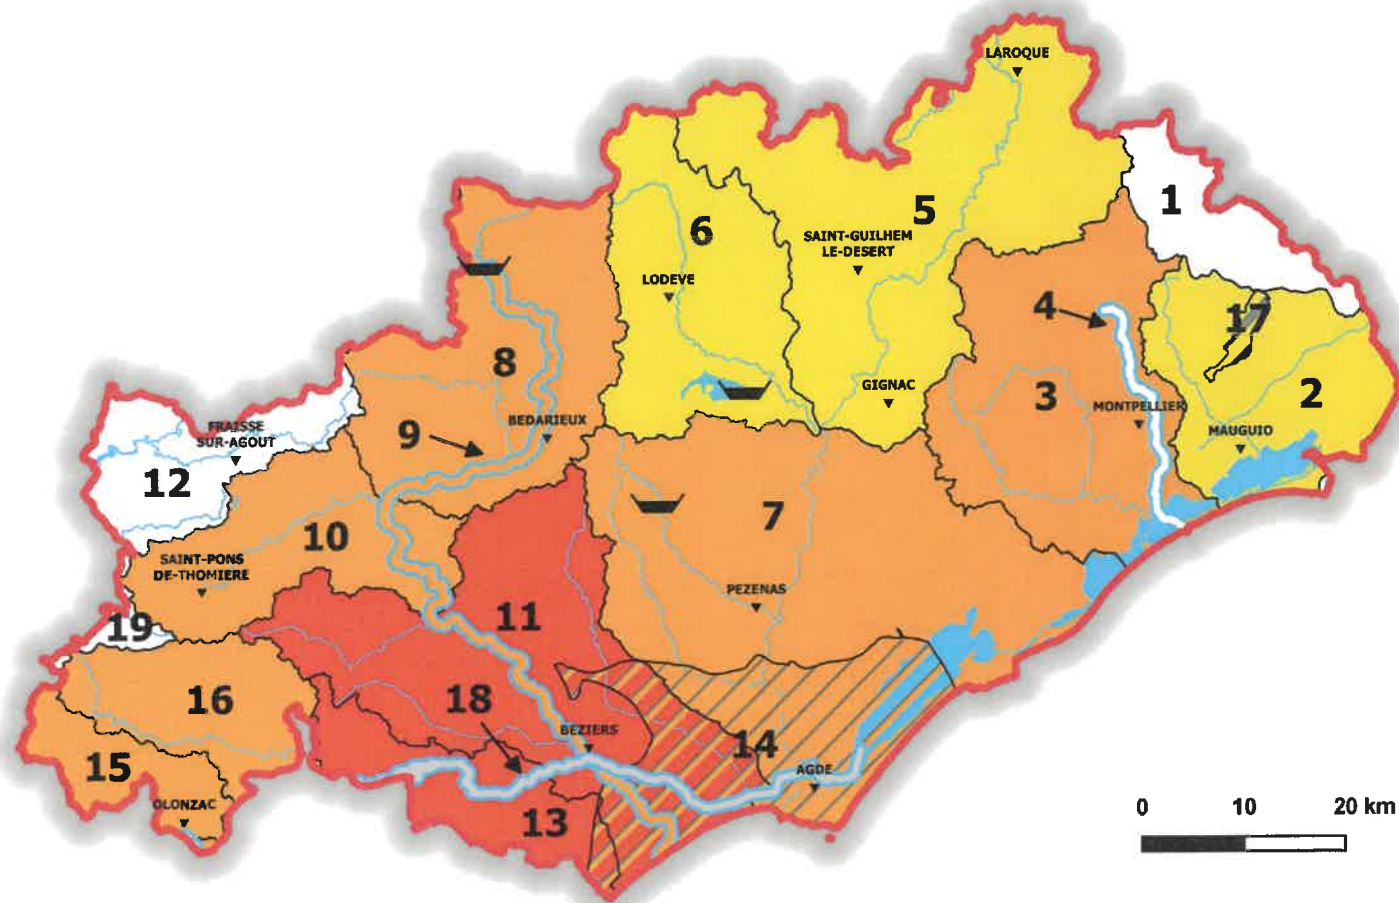 LAROQUE
1
5
6
SAINT-GUILHEM
LE-DESERT
LODEVE
4
17
8
GIGNAC
3
2
MONTPELLIER
BEDARIEUX
9
FRAISSE
SUR-AGOUT
MAUGUIO
12
7
10
SAINT-PONS
DE-THOMIERE
PEZENAS
11
19
16
18
BEZIERS
14
15
AGDE
OLONZAC
13
0 10 20 km